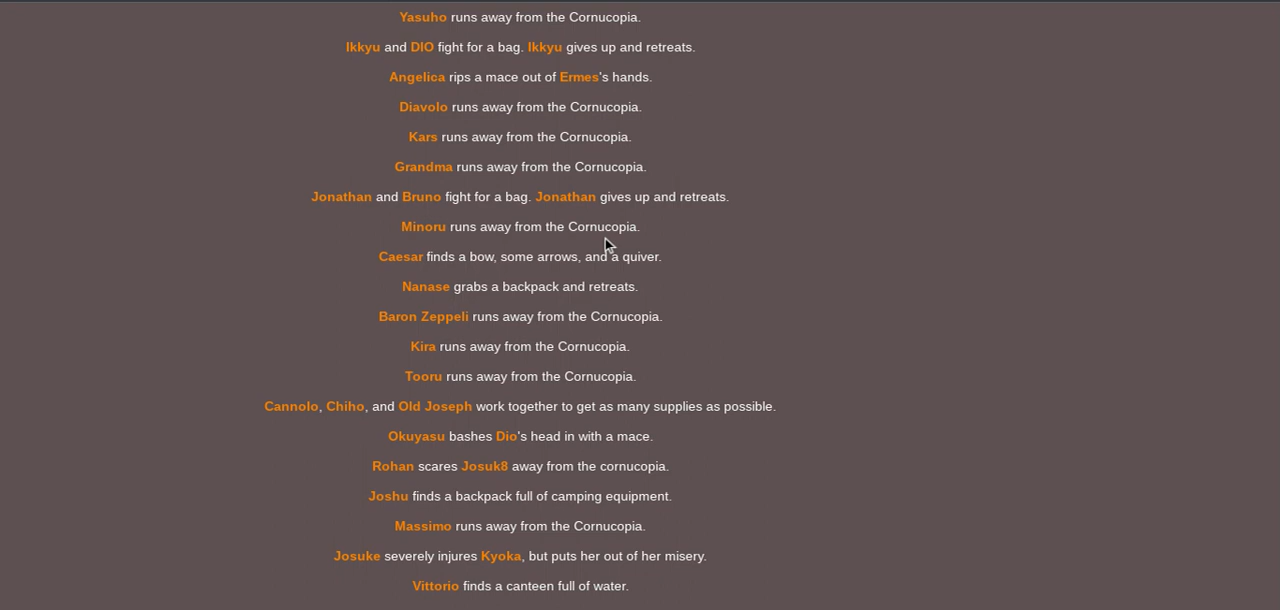 Yasuho runs away from the Cornucopia.
Ikkyu and DIO fight for a bag. Ikkyu gives up and retreats.
Angelica rips a mace out of Ermes's hands.
Diavolo runs away from the Cornucopia.
Kars runs away from the Cornucopia.
Grandma runs away from the Cornucopia.
Jonathan and Bruno fight for a bag. Jonathan gives up and retreats.
Minoru runs away from the Cornucopia.
Caesar finds a bow, some arrows, and a quiver.
Nanase grabs a backpack and retreats.
Baron Zeppeli runs away from the Cornucopia.
Kira runs away from the Cornucopia.
Tooru runs away from the Cornucopia.
Cannolo, Chiho, and Old Joseph work together to get as many supplies as possible.
Okuyasu bashes Dio's head in with a mace.
Rohan scares Josuk8 away from the cornucopia.
Joshu finds a backpack full of camping equipment.
Massimo runs away from the Cornucopia.
Josuke severely injures Kyoka, but puts her out of her misery.
Vittorio finds a canteen full of water.